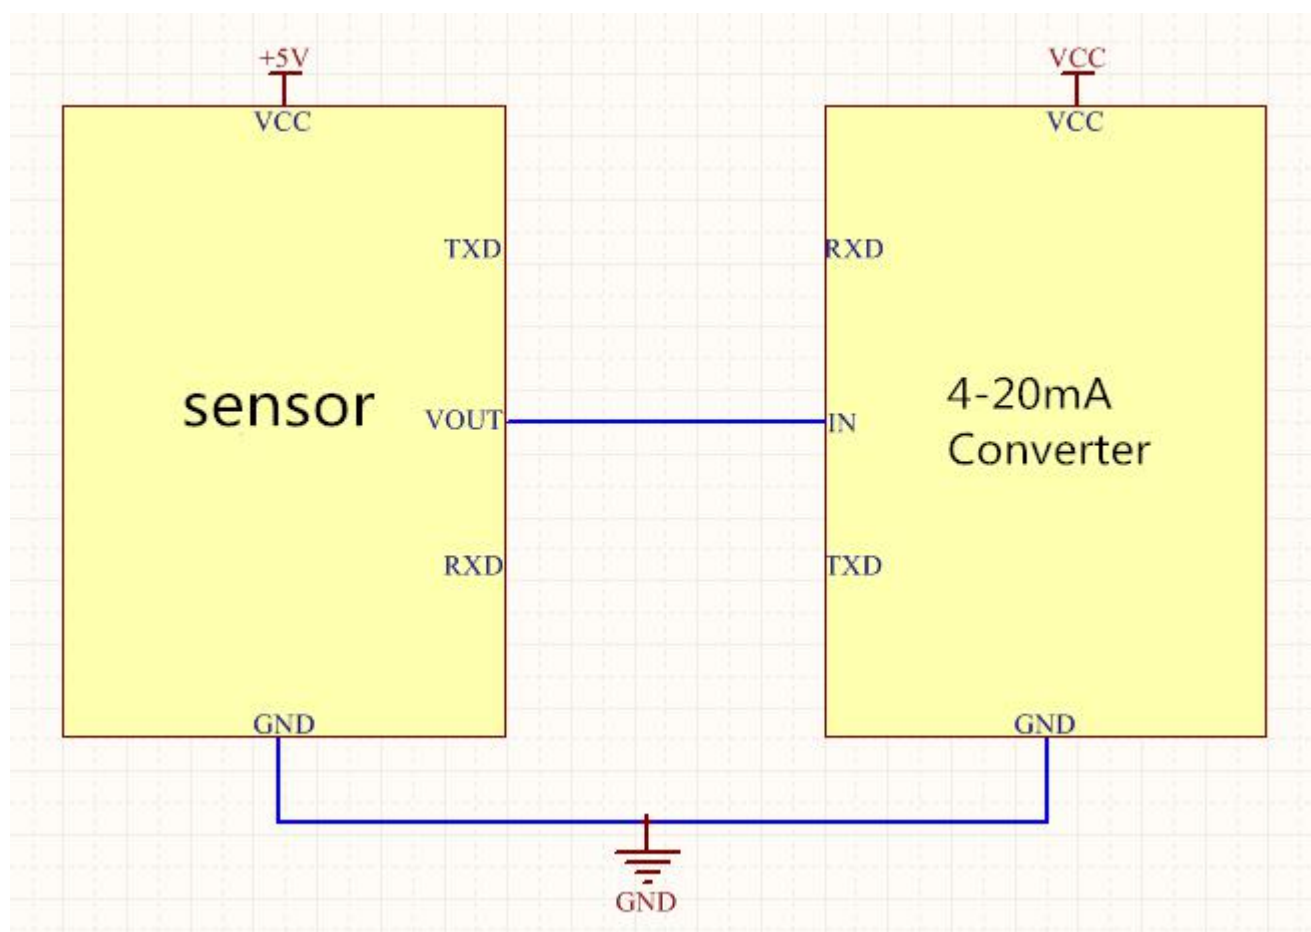 +5V
VCC
VCC
VCC
TXD
RXD
sensor
VOUT
IN
4-20mA
Converter
RXD
TXD
GND
GND
GND